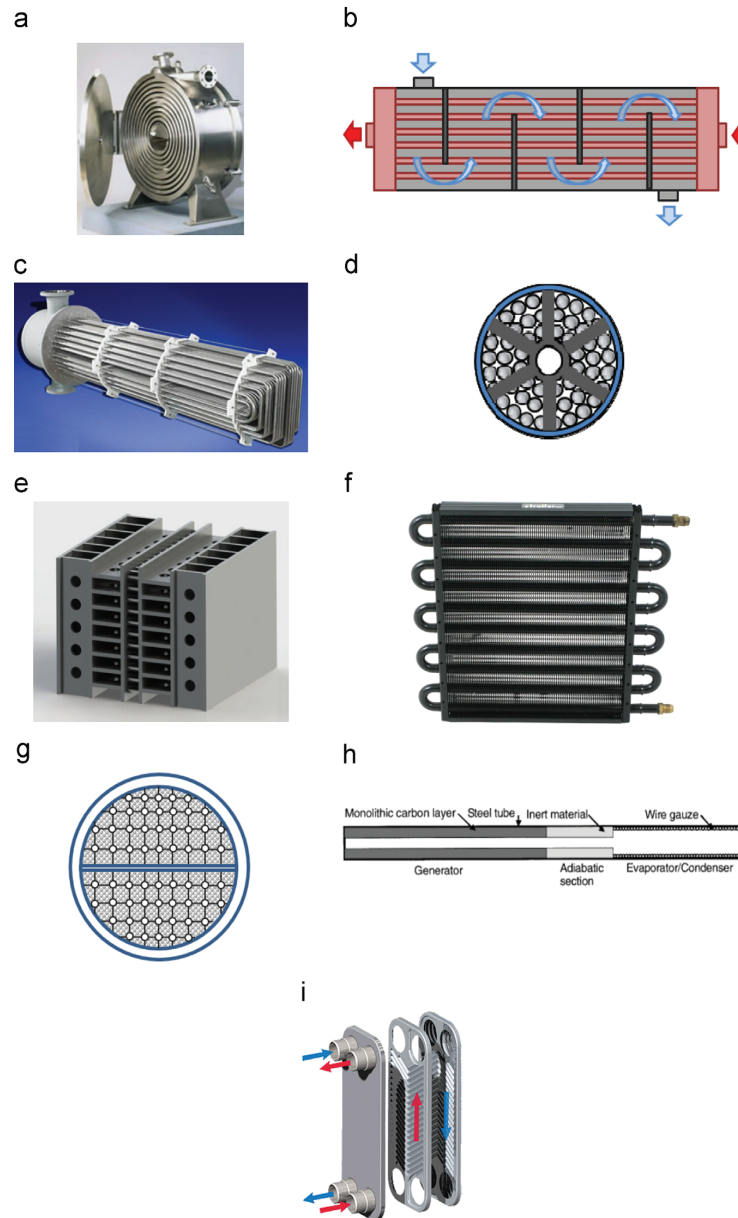 a
b
c
d
e
f
g
h
Monolithic carbon layer
Steel tube
Inert material
Wire gauze
Generator
Adiabatic
section
Evaporator/Condenser
i